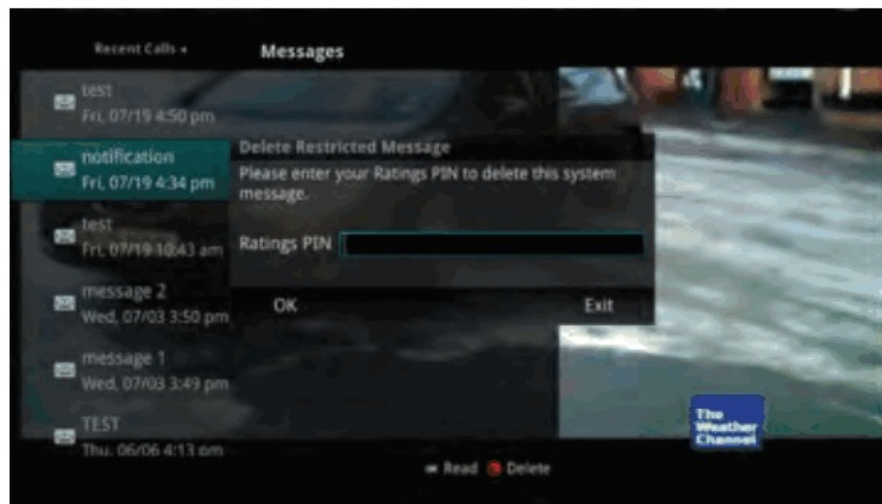 Recent Calls
Messages
test
Fri, 07/19 4:50 pm
notification
Fri, 07/19 4:34 pm
test
Fri, 07/19 10:43 am
message 2
Wed, 07/03 3:50 pm
message 1
Wed, 07/03 3:49 pm
TEST
Thu, 06/06 4:13 pm
Delete Restricted Message
Please enter your Ratings PIN to delete this system
message.
Ratings PIN
OK
Exit
The
Weather
Channel
Read
Delete